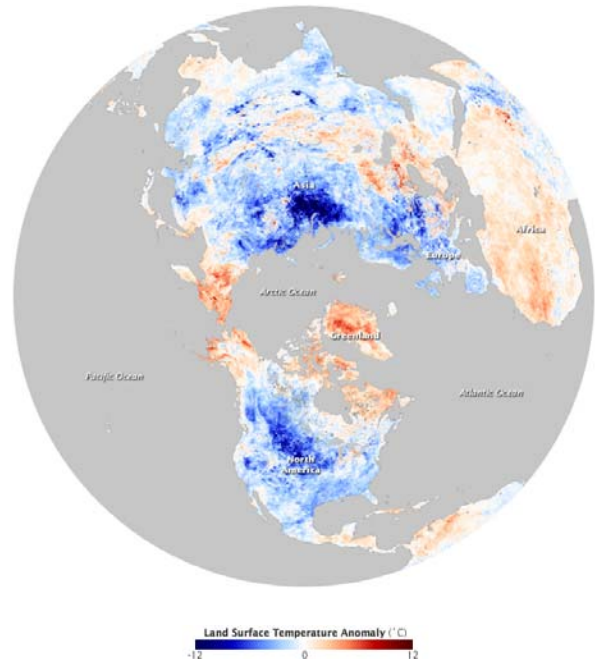 Asia
Africa
Europe
Arctic Ocean
Greenland
Pacific Ocean
Atlantic Ocean
North
America
Land Surface Temperature Anomaly (°C)
-12 0 12